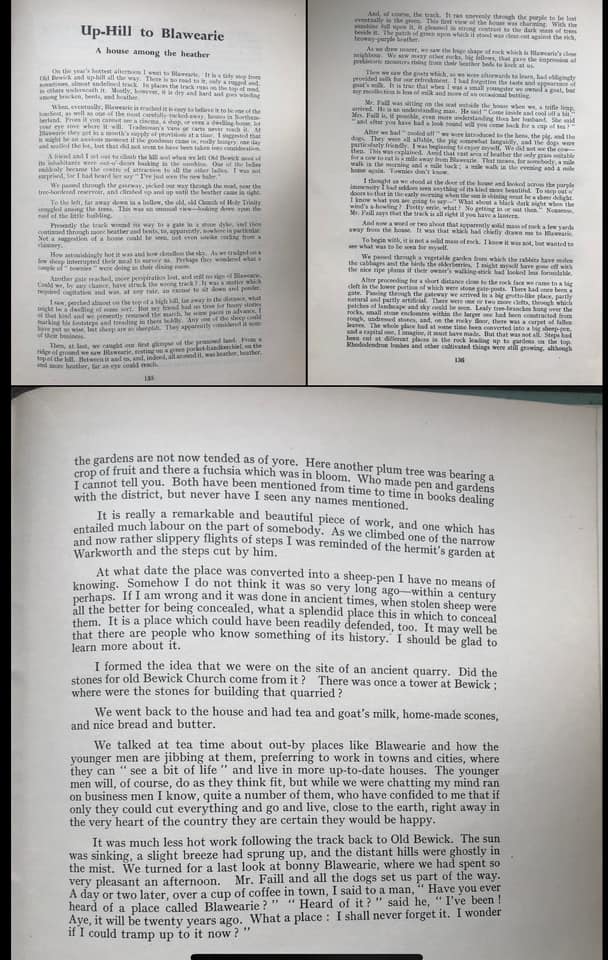 Up-Hill to Blawearie
A house among the heather
On the year's hottest afternoon I went to Blawearie. It is a tidy step from
Old Bewick and up-hill all the way. There is no road to it, only a rugged and,
sometimes, almost undefined track. In places the track runs on the top of mud,
in others underneath it. Mostly, however, it is dry and hard and goes winding
among bracken, bents, and heather.
When, eventually, Blawearie is reached it is easy to believe it to be one of the
loneliest, as well as one of the most carefully-tucked-away, houses in Northum-
berland. From it you cannot see a cinema, a shop, or even a dwelling-house, let
your eye rove where it will. Tradesman's vans or carts never reach it. At
Blawearie they get in a month's supply of provisions at a time. I suggested that
it might be an anxious moment if the goodman came in, really hungry, one day
and scoffed the lot, but that did not seem to have been taken into consideration.
A friend and I set out to climb the hill and when we left Old Bewick most of
its inhabitants were out-o'-doors basking in the sunshine. One of the ladies
suddenly became the centre of attraction to all the other ladies. I was not
surprised, for I had heard her say "I've just seen the new babe."
We passed through the gateway, picked our way through the mud, near the
tree-bordered reservoir, and climbed up and up until the heather came in sight.
To the left, far away down in a hollow, the old, old Church of Holy Trinity
snuggled among the trees. This was an unusual view—looking down upon the
roof of the little building.
Presently the track wound its way to a gate in a stone dyke, and then
continued through more heather and bents, to, apparently, nowhere in particular.
Not a suggestion of a house could be seen, not even smoke curling from a
chimney.
How astonishingly hot it was and how cloudless the sky. As we trudged on a
few sheep interrupted their meal to survey us. Perhaps they wondered what a
couple of "townies" were doing in their dining room.
Another gate reached, more perspiration lost, and still no sign of Blawearie.
Could we, by any chance, have struck the wrong track? It was a matter which
required cogitation and was, at any rate, an excuse to sit down and ponder.
I saw, perched almost on the top of a high hill, far away in the distance, what
might be a dwelling of some sort. But my friend had no time for funny stories
of that kind and we presently resumed the march, he some paces in advance, I
marking his footsteps and treading in them boldly. Any one of the sheep could
have put us wise, but sheep are so sheepish. They apparently considered it none
of their business.
Then, at last, we caught our first glimpse of the promised land. From a
ridge of ground we saw Blawearie, resting on a green pocket-handkerchief, on the
top of the hill. Between it and us, and, indeed, all around it, was heather, heather,
and more heather, far as eye could reach.
135
And, of course, the track. It ran unevenly through the purple to be lost
eventually in the green. This first view of the house was charming. With the
sunshine full upon it, it gleamed in strong contrast to the dark mass of trees
beside it. The patch of green upon which it stood was clear-cut against the rich,
browny-purple heather.
As we drew nearer, we saw the huge shape of rock which is Blawearie's close
neighbour. We saw many other rocks, big fellows, that gave the impression of
prehistoric monsters rising from their heather beds to look at us.
Then we saw the goats which, as we were afterwards to learn, had obligingly
provided milk for our refreshment. I had forgotten the taste and appearance of
goat's milk. It is true that when I was a small youngster we owned a goat, but
my recollection is less of milk and more of an occasional butting.
Mr. Faill was sitting on the seat outside the house when we, a trifle limp,
arrived. He is an understanding man. He said "Come inside and cool off a bit."
Mrs. Faill is, if possible, even more understanding than her husband. She said
"and after you have had a look round will you come back for a cup of tea?"
After we had "cooled off" we were introduced to the hens, the pig, and the
dogs. They were all affable, the pig somewhat languidly, and the dogs were
particularly friendly. I was beginning to enjoy myself. We did not see the cow—
then. This was explained. Amid that vast area of heather the only grass suitable
for a cow to eat is a mile away from Blawearie. That means, for somebody, a mile
walk in the morning and a mile back; a mile walk in the evening and a mile
home again. Townies don't know.
I thought as we stood at the door of the house and looked across the purple
immensity I had seldom seen anything of its kind more beautiful. To step out o'
doors to that in the early morning when the sun is shining must be a sheer delight.
I know what you are going to say—"What about a black dark night when the
wind's a-howling? Pretty eerie, what? No getting in or out then." Nonsense,
Mr. Faill says that the track is all right if you have a lantern.
And now a word or two about that apparently solid mass of rock a few yards
away from the house. It was that which had chiefly drawn me to Blawearie.
To begin with, it is not a solid mass of rock. I knew it was not, but wanted to
see what was to be seen for myself.
We passed through a vegetable garden from which the rabbits have stolen
the cabbages and the birds the elderberries. I might myself have gone off with
the nice ripe plums if their owner's walking-stick had looked less formidable.
After proceeding for a short distance close to the rock face we came to a big
cleft in the lower portion of which were stone gate-posts. There had once been a
gate. Passing through the gateway we arrived in a big grotto-like place, partly
natural and partly artificial. There were one or two more clefts, through which
patches of landscape and sky could be seen. Leafy tree-branches hung over the
rocks, small stone enclosures within the larger one had been constructed from
rough, undressed stones, and, on the rocky floor, there was a carpet of fallen
leaves. The whole place had at some time been converted into a big sheep-pen,
and a capital one, I imagine, it must have made. But that was not all. Steps had
been cut at different places in the rock leading up to gardens on the top.
Rhododendron bushes and other cultivated things were still growing, although
136
the gardens are not now tended as of yore. Here another plum tree was bearing a
crop of fruit and there a fuchsia which was in bloom. Who made pen and gardens
I cannot tell you. Both have been mentioned from time to time in books dealing
with the district, but never have I seen any names mentioned.
It is really a remarkable and beautiful piece of work, and one which has
entailed much labour on the part of somebody. As we climbed one of the narrow
and now rather slippery flights of steps I was reminded of the hermit's garden at
Warkworth and the steps cut by him.
At what date the place was converted into a sheep-pen I have no means of
knowing. Somehow I do not think it was so very long ago—within a century
perhaps. If I am wrong and it was done in ancient times, when stolen sheep were
all the better for being concealed, what a splendid place this in which to conceal
them. It is a place which could have been readily defended, too. It may well be
that there are people who know something of its history. I should be glad to
learn more about it.
I formed the idea that we were on the site of an ancient quarry. Did the
stones for old Bewick Church come from it? There was once a tower at Bewick;
where were the stones for building that quarried?
We went back to the house and had tea and goat's milk, home-made scones,
and nice bread and butter.
We talked at tea time about out-by places like Blawearie and how the
younger men are jibbing at them, preferring to work in towns and cities, where
they can "see a bit of life" and live in more up-to-date houses. The younger
men will, of course, do as they think fit, but while we were chatting my mind ran
on business men I know, quite a number of them, who have confided to me that if
only they could cut everything and go and live, close to the earth, right away in
the very heart of the country they are certain they would be happy.
It was much less hot work following the track back to Old Bewick. The sun
was sinking, a slight breeze had sprung up, and the distant hills were ghostly in
the mist. We turned for a last look at bonny Blawearie, where we had spent so
very pleasant an afternoon. Mr. Faill and all the dogs set us part of the way.
A day or two later, over a cup of coffee in town, I said to a man, "Have you ever
heard of a place called Blawearie?" "Heard of it?" said he, "I've been!
Aye, it will be twenty years ago. What a place: I shall never forget it. I wonder
if I could tramp up to it now?"